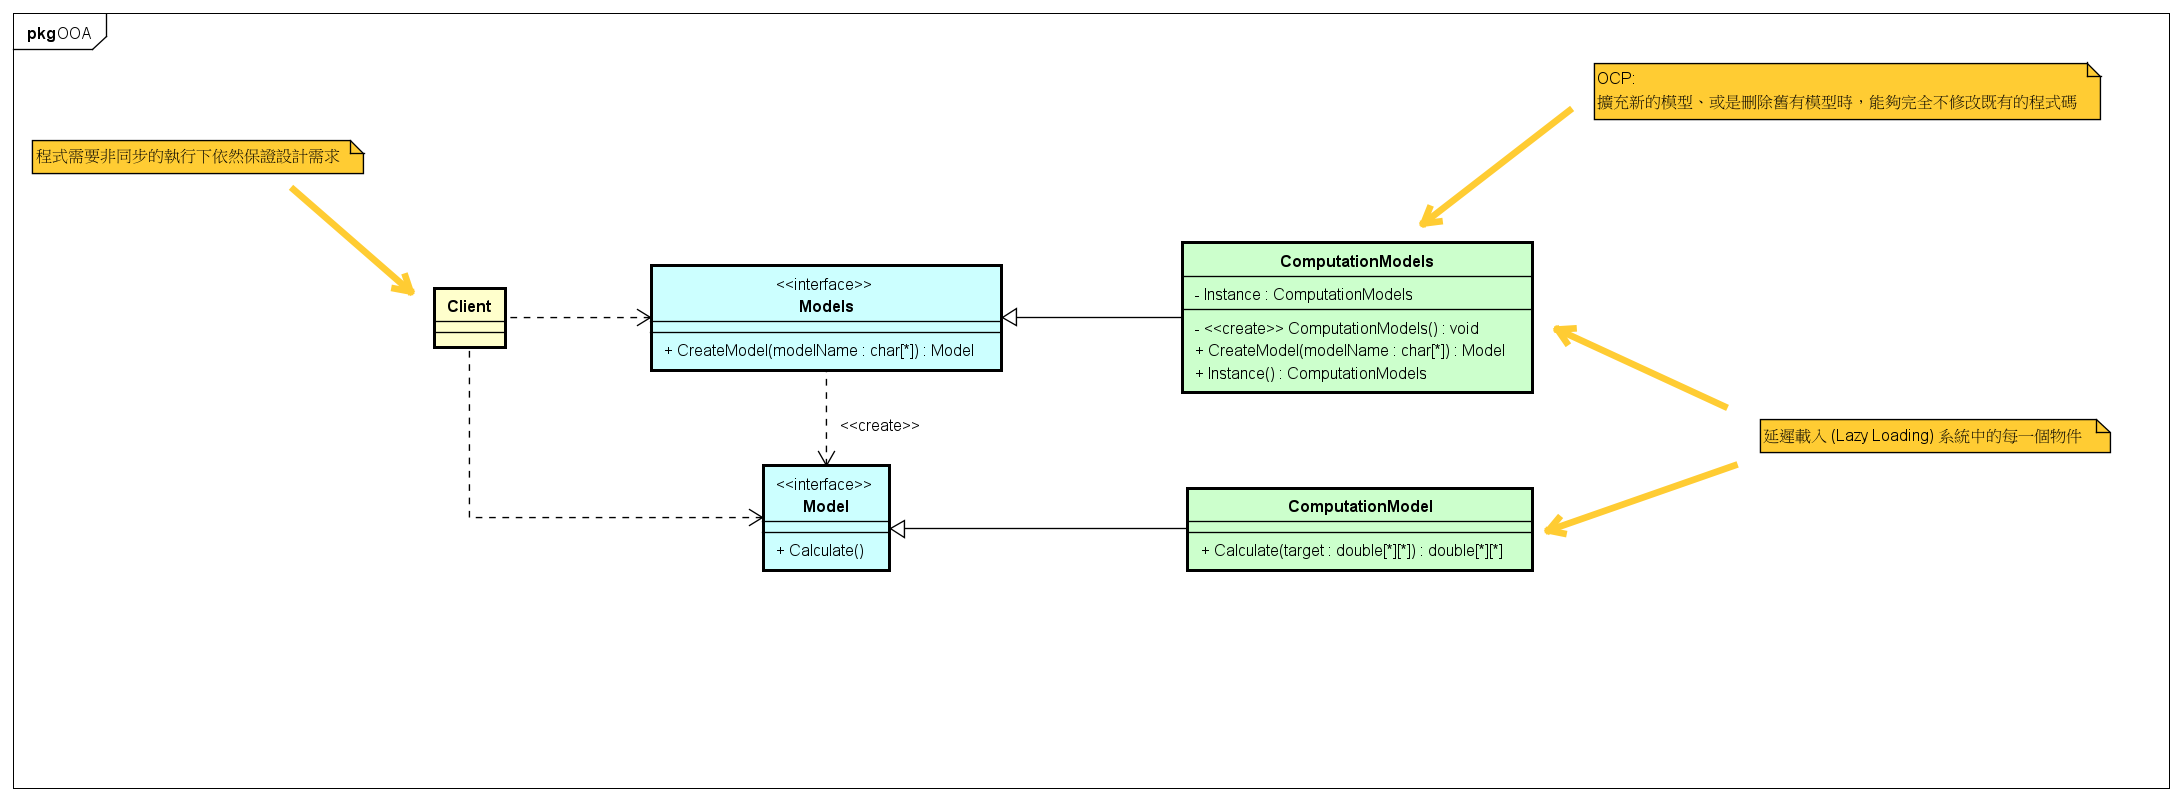 pkg OOA
OCP:
擴充新的模型、或是刪除舊有模型時，能夠完全不修改既有的程式碼
程式需要非同步的執行下依然保證設計需求
Client
<<interface>>
Models
+ CreateModel(modelName : char[*]) : Model
ComputationModels
- Instance : ComputationModels
- <<create>> ComputationModels() : void
+ CreateModel(modelName : char[*]) : Model
+ Instance() : ComputationModels
<<create>>
延遲載入 (Lazy Loading) 系統中的每一個物件
<<interface>>
Model
+ Calculate()
ComputationModel
+ Calculate(target : double[*][*]) : double[*][*]